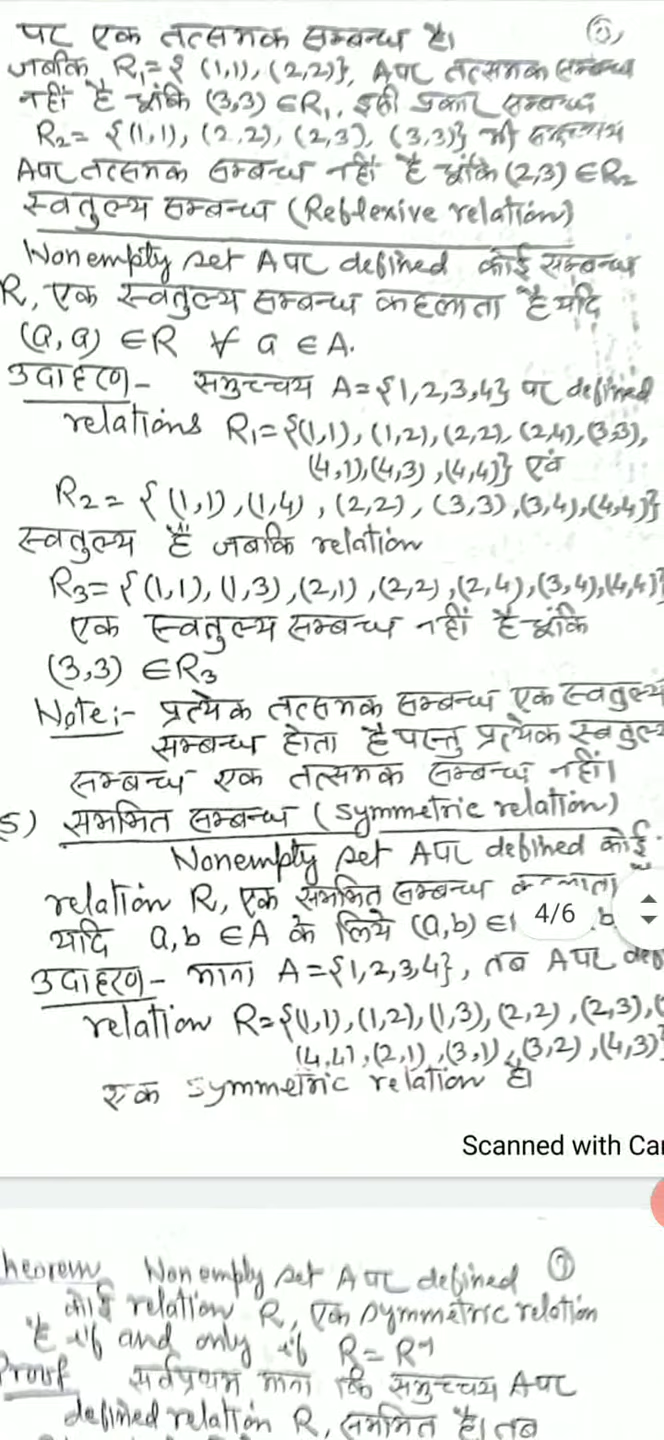 पर एक तत्समक सम्बन्ध है।
जबकि R₁= { (1,1), (2,2)}, A पर तत्समक सम्बन्ध
नहीं है क्योंकि (3,3) ∈R₁, इसी प्रकार सम्बन्ध
R₂= {(1,1), (2,2), (2,3), (3,3)} भी
A पर तत्समक सम्बन्ध नहीं है क्योंकि (2,3) ∈R₂
स्वतुल्य सम्बन्ध (Reflexive relation)
Nonempty set A पर defined कोई सम्बन्ध
R, एक स्वतुल्य सम्बन्ध कहलाता है यदि
(a, a) ∈R ∀ a ∈A.
उदाहरण- समुच्चय A={1,2,3,4} पर defined
relations R₁={(1,1), (1,2), (2,2), (2,4), (3,3),
(4,1),(4,3),(4,4)} एवं
R₂= { (1,1), (1,4), (2,2), (3,3), (3,4),(4,4)}
स्वतुल्य हैं जबकि relation
R₃= { (1,1), (1,3), (2,1), (2,2), (2,4), (3,4),(4,4)}
एक स्वतुल्य सम्बन्ध नहीं है क्योंकि
(3,3) ∈R₃
Note:- प्रत्येक तत्समक सम्बन्ध एक स्वतुल्य
सम्बन्ध होता है परन्तु प्रत्येक स्वतुल्य
सम्बन्ध एक तत्समक सम्बन्ध नहीं।
5) सममित सम्बन्ध (symmetric relation)
Nonempty set A पर defined कोई
relation R, एक सममित सम्बन्ध कहलाता
यदि a,b ∈A के लिये (a,b) ∈ 4/6 b
उदाहरण- माना A={1,2,3,4}, तब A पर def
relation R={(1,1), (1,2), (1,3), (2,2), (2,3),(
(4,4), (2,1), (3,1), (3,2), (4,3)}
एक symmetric relation है।
Scanned with Ca
heorem Nonemply set A पर defined ⑦
कोई relation R, एक symmetric relation
है if and only if R= R⁻¹
Proof सर्वप्रथम माना कि समुच्चय A पर
defined relation R, सममित है। तब